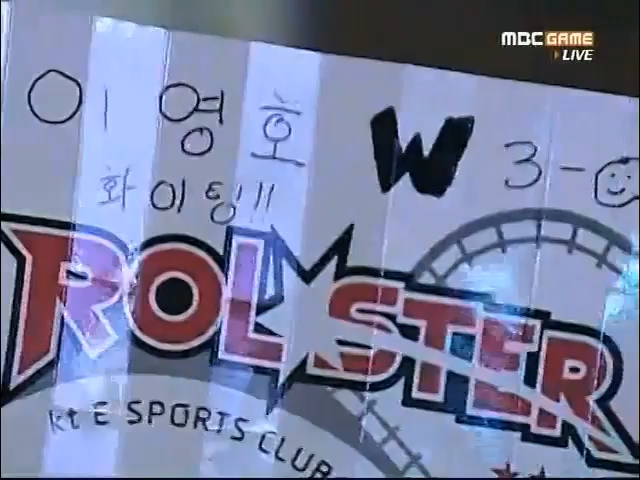 MBC GAME
LIVE
이영호 W 3-0
화이팅!!
ROLSTER
kt E SPORTS CLUB